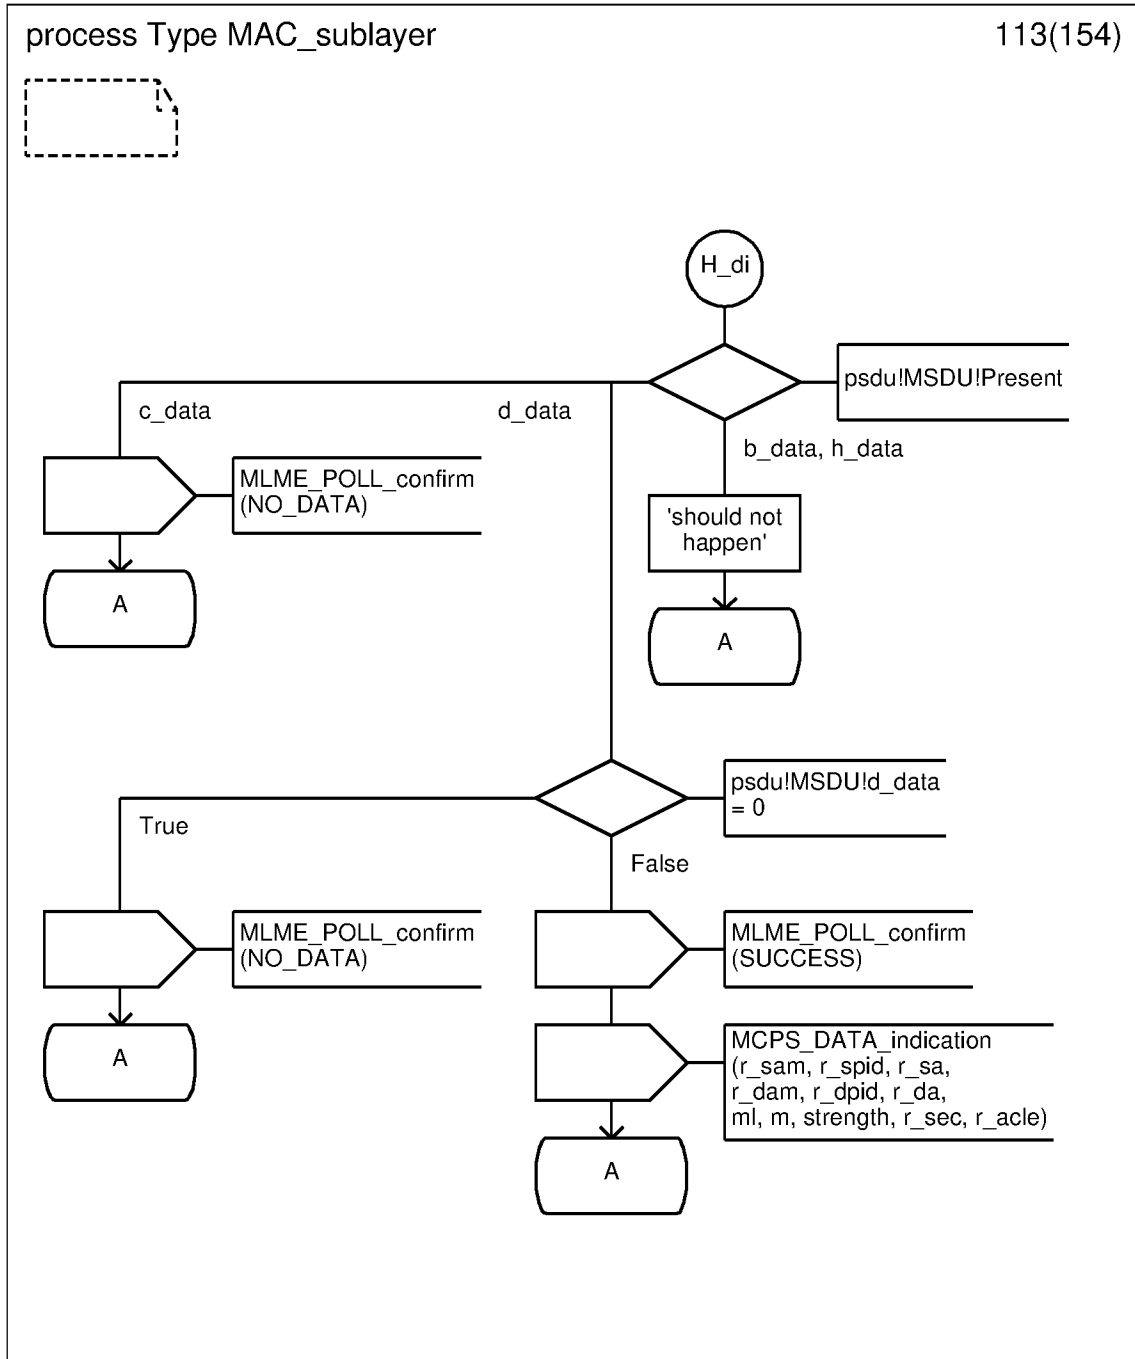 process Type MAC_sublayer
113(154)
H_di
psdu!MSDU!Present
c_data
d_data
b_data, h_data
MLME_POLL_confirm
(NO_DATA)
'should not
happen'
A
A
psdu!MSDU!d_data
= 0
True
False
MLME_POLL_confirm
(NO_DATA)
MLME_POLL_confirm
(SUCCESS)
A
MCPS_DATA_indication
(r_sam, r_spid, r_sa,
r_dam, r_dpid, r_da,
ml, m, strength, r_sec, r_acle)
A